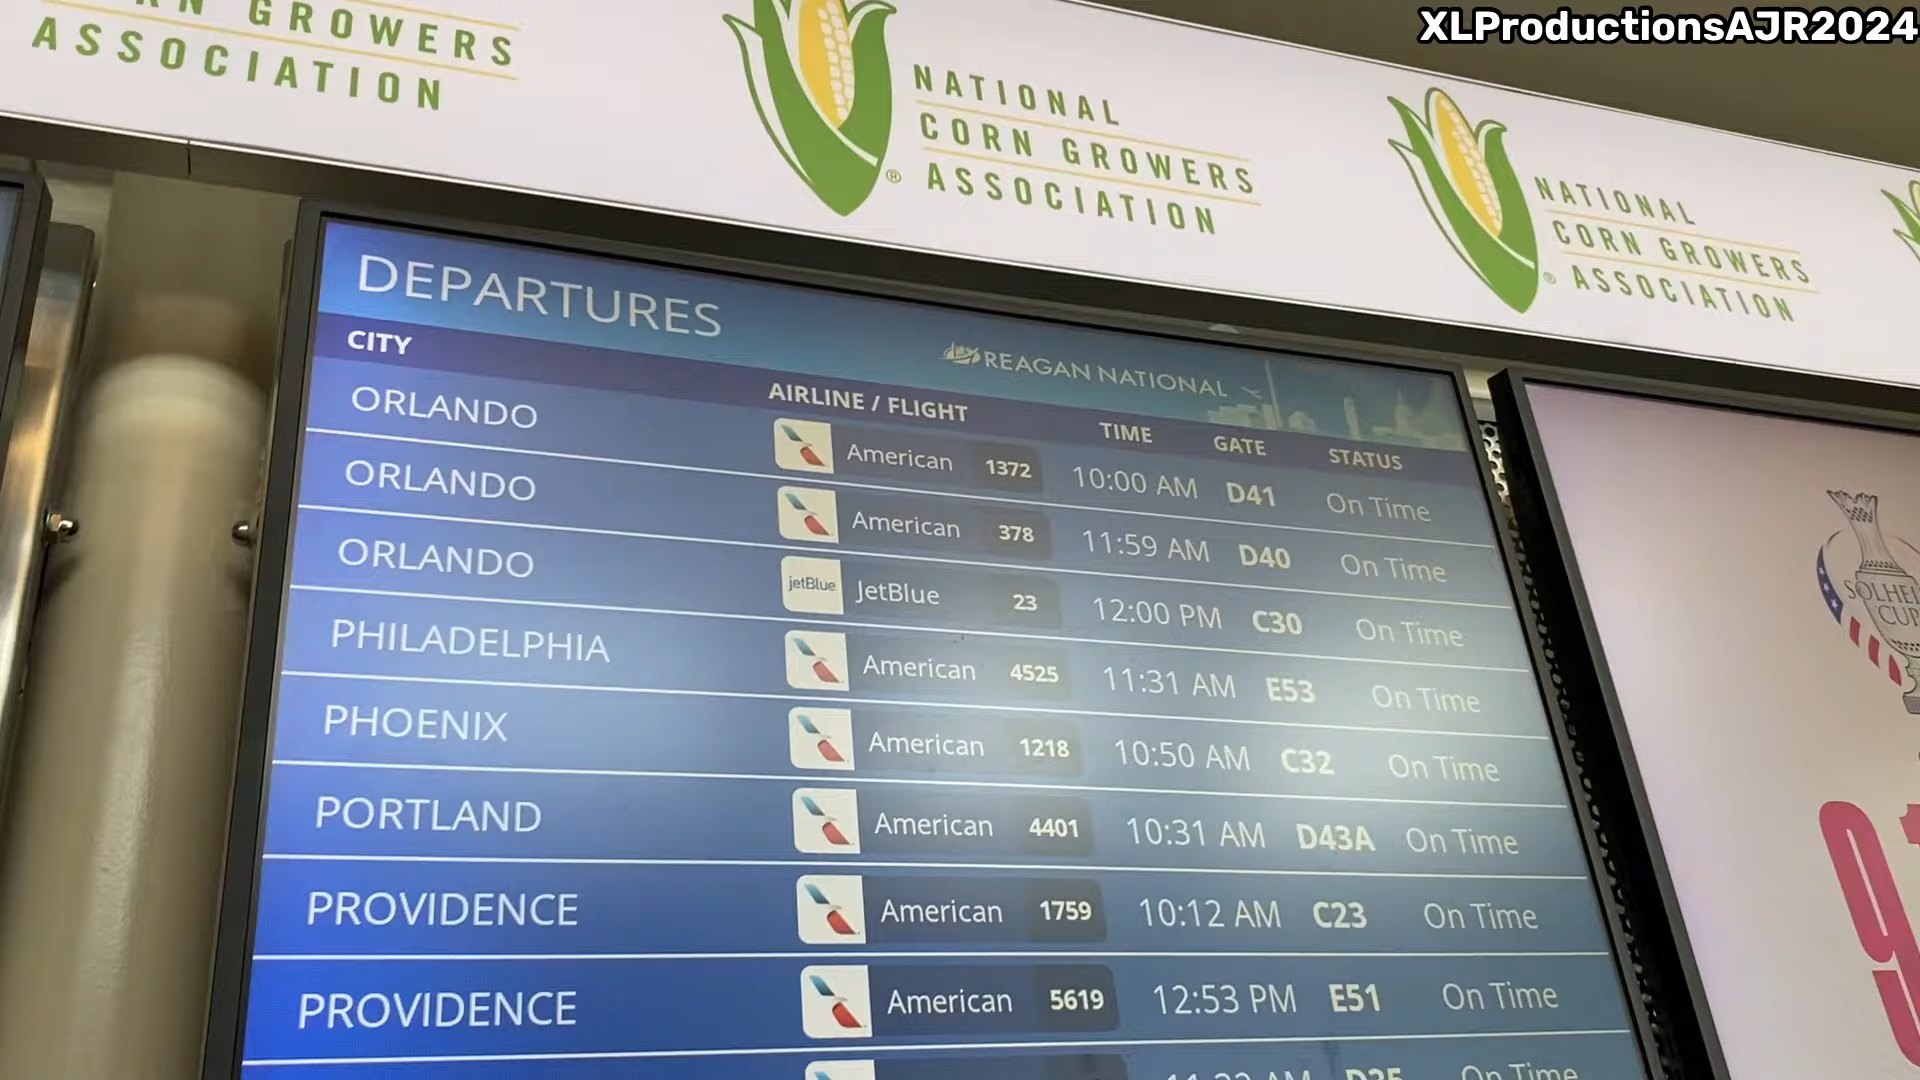 XLProductionsAJR2024
GROWERS
ASSOCIATION
NATIONAL
CORN GROWERS
ASSOCIATION
®
NATIONAL
CORN GROWERS
ASSOCIATION
®
DEPARTURES
REAGAN NATIONAL
CITY AIRLINE / FLIGHT TIME GATE STATUS
ORLANDO American 1372 10:00 AM D41 On Time
ORLANDO American 378 11:59 AM D40 On Time
ORLANDO jetBlue JetBlue 23 12:00 PM C30 On Time
PHILADELPHIA American 4525 11:31 AM E53 On Time
PHOENIX American 1218 10:50 AM C32 On Time
PORTLAND American 4401 10:31 AM D43A On Time
PROVIDENCE American 1759 10:12 AM C23 On Time
PROVIDENCE American 5619 12:53 PM E51 On Time
On Time
CUP
9